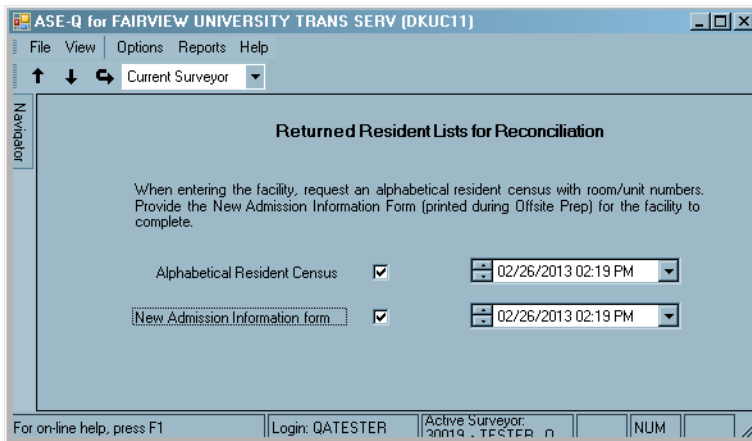 ASE-Q for FAIRVIEW UNIVERSITY TRANS SERV (DKUC11)
File View Options Reports Help
Current Surveyor
Navigator
Returned Resident Lists for Reconciliation
When entering the facility, request an alphabetical resident census with room/unit numbers.
Provide the New Admission Information Form (printed during Offsite Prep) for the facility to
complete.
Alphabetical Resident Census 02/26/2013 02:19 PM
New Admission Information form 02/26/2013 02:19 PM
For on-line help, press F1 Login: QATESTER Active Surveyor: NUM
30019 - TESTER, Q